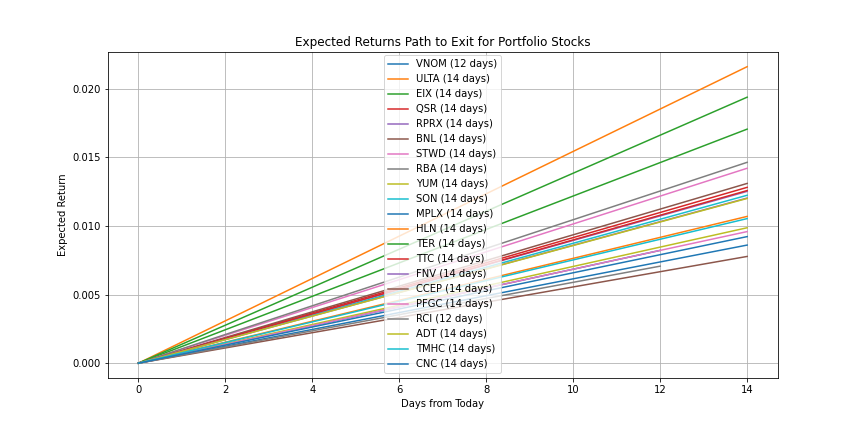 Expected Returns Path to Exit for Portfolio Stocks
VNOM (12 days)
ULTA (14 days)
EIX (14 days)
QSR (14 days)
RPRX (14 days)
BNL (14 days)
STWD (14 days)
RBA (14 days)
YUM (14 days)
SON (14 days)
MPLX (14 days)
HLN (14 days)
TER (14 days)
TTC (14 days)
FNV (14 days)
CCEP (14 days)
PFGC (14 days)
RCI (12 days)
ADT (14 days)
TMHC (14 days)
CNC (14 days)
Expected Return
0.020
0.015
0.010
0.005
0.000
0
2
4
6
8
10
12
14
Days from Today